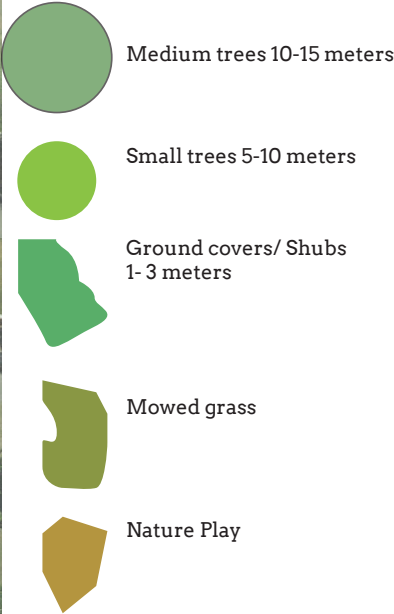 Medium trees 10-15 meters
Small trees 5-10 meters
Ground covers/ Shubs
1- 3 meters
Mowed grass
Nature Play